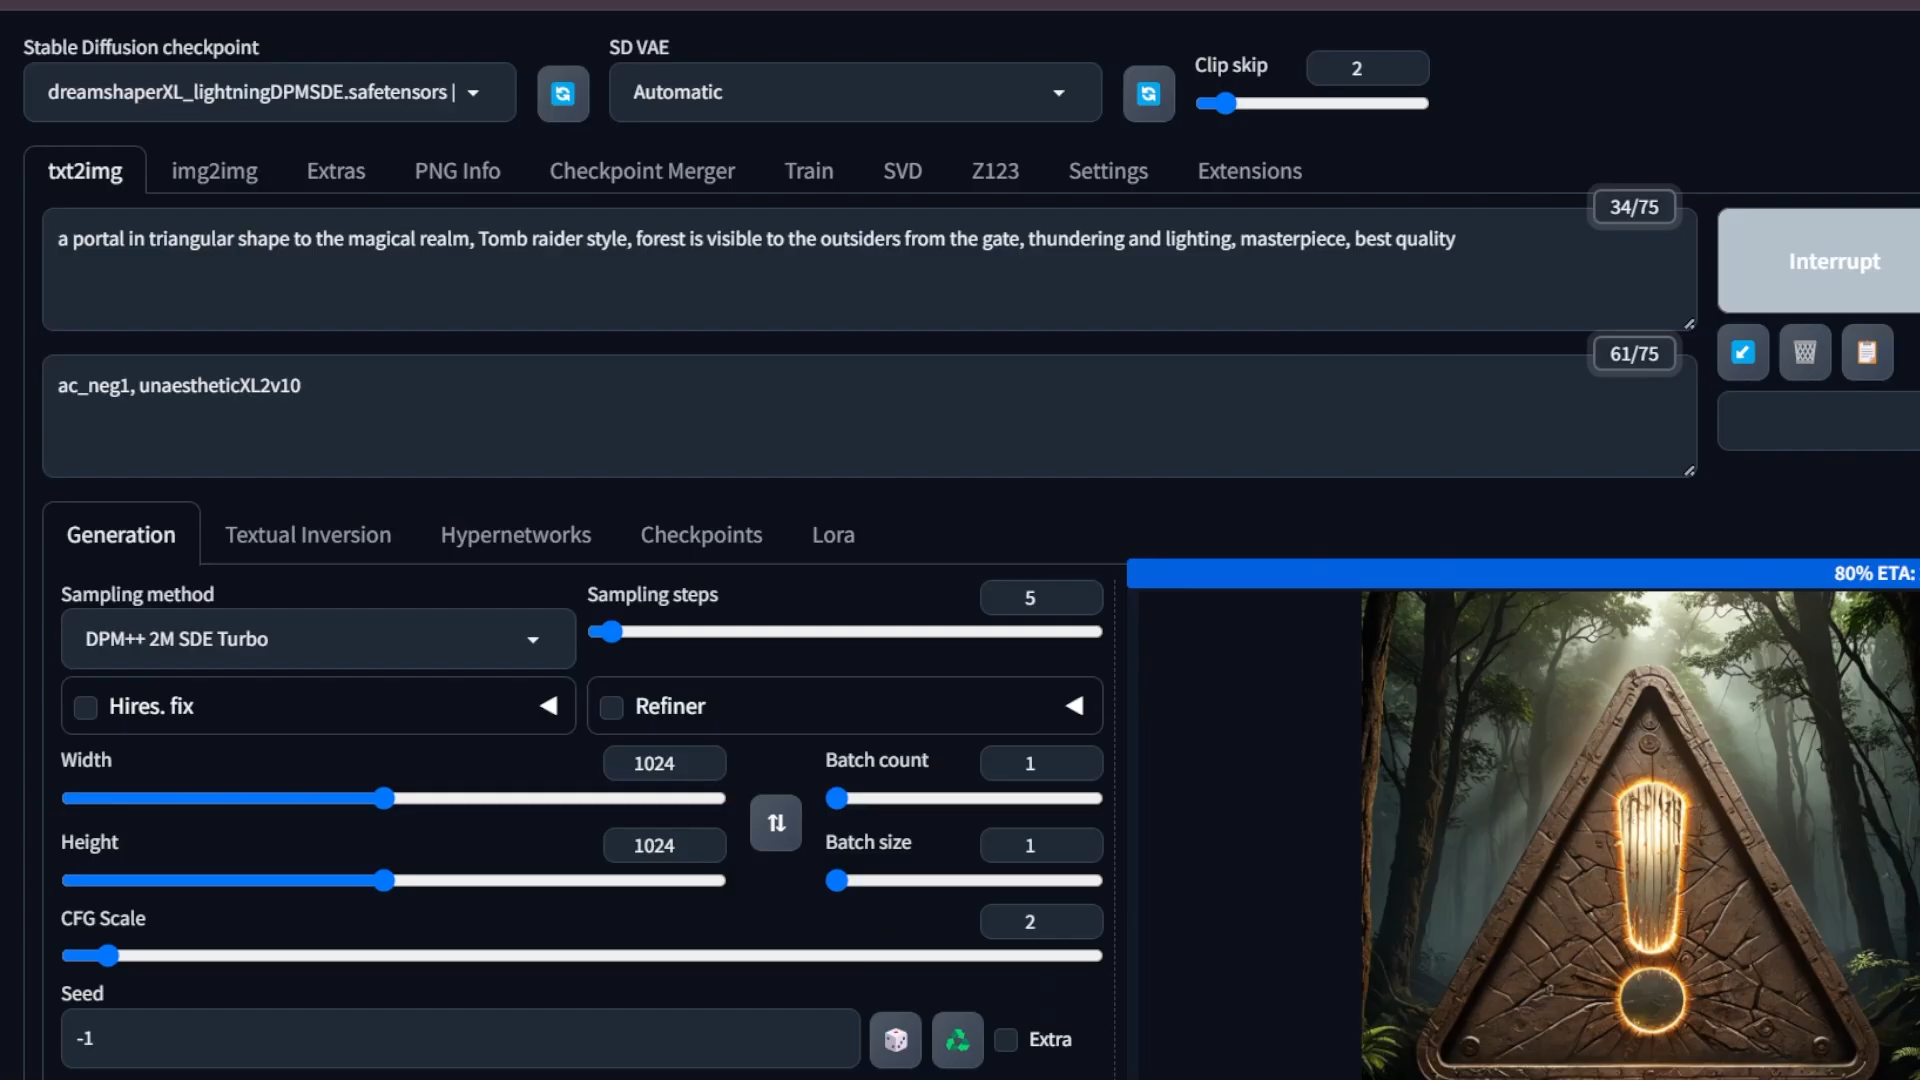 Stable Diffusion checkpoint
dreamshaperXL_lightningDPMSDE.safetensors |
SD VAE
Automatic
Clip skip
2
txt2img
img2img
Extras
PNG Info
Checkpoint Merger
Train
SVD
Z123
Settings
Extensions
34/75
a portal in triangular shape to the magical realm, Tomb raider style, forest is visible to the outsiders from the gate, thundering and lighting, masterpiece, best quality
Interrupt
61/75
ac_neg1, unaestheticXL2v10
Generation
Textual Inversion
Hypernetworks
Checkpoints
Lora
80% ETA:
Sampling method
DPM++ 2M SDE Turbo
Sampling steps
5
Hires. fix
Refiner
Width
1024
Batch count
1
Height
1024
Batch size
1
CFG Scale
2
Seed
-1
Extra